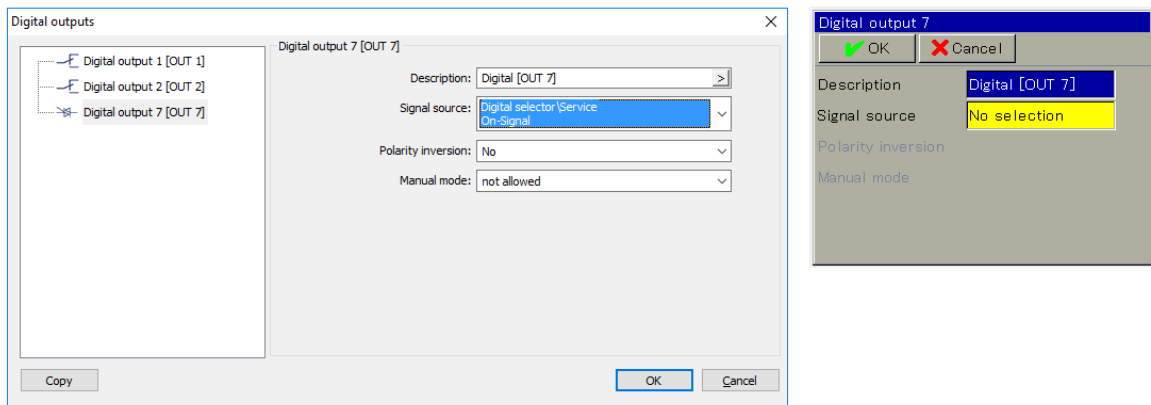 Digital outputs
Digital output 1 [OUT 1]
Digital output 2 [OUT 2]
Digital output 7 [OUT 7]
Digital output 7 [OUT 7]
Description: Digital [OUT 7] >
Signal source: Digital selector\Service
On-Signal
Polarity inversion: No
Manual mode: not allowed
Copy
OK
Cancel
Digital output 7
OK Cancel
Description Digital [OUT 7]
Signal source No selection
Polarity inversion
Manual mode